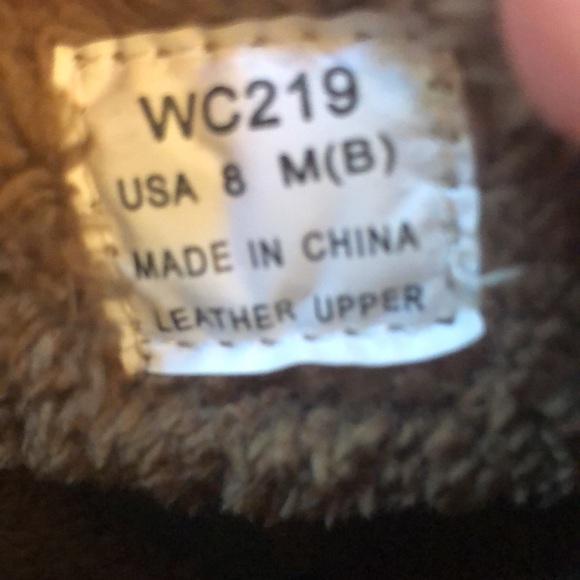 WC219
USA 8 M(B)
MADE IN CHINA
LEATHER UPPER